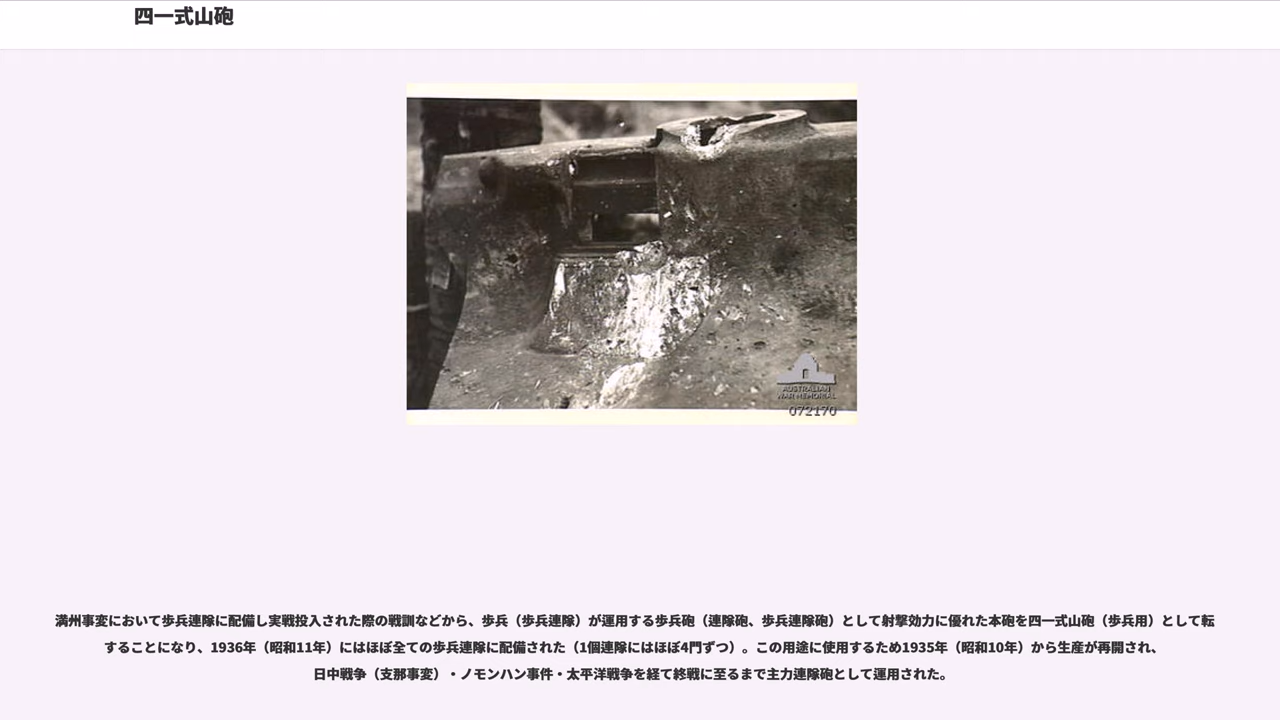 四一式山砲
AUSTRALIAN
WAR MEMORIAL
072170
満州事変において歩兵連隊に配備し実戦投入された際の戦訓などから、歩兵（歩兵連隊）が運用する歩兵砲（連隊砲、歩兵連隊砲）として射撃効力に優れた本砲を四一式山砲（歩兵用）として転
することになり、1936年（昭和11年）にはほぼ全ての歩兵連隊に配備された（1個連隊にはほぼ4門ずつ）。この用途に使用するため1935年（昭和10年）から生産が再開され、
日中戦争（支那事変）・ノモンハン事件・太平洋戦争を経て終戦に至るまで主力連隊砲として運用された。